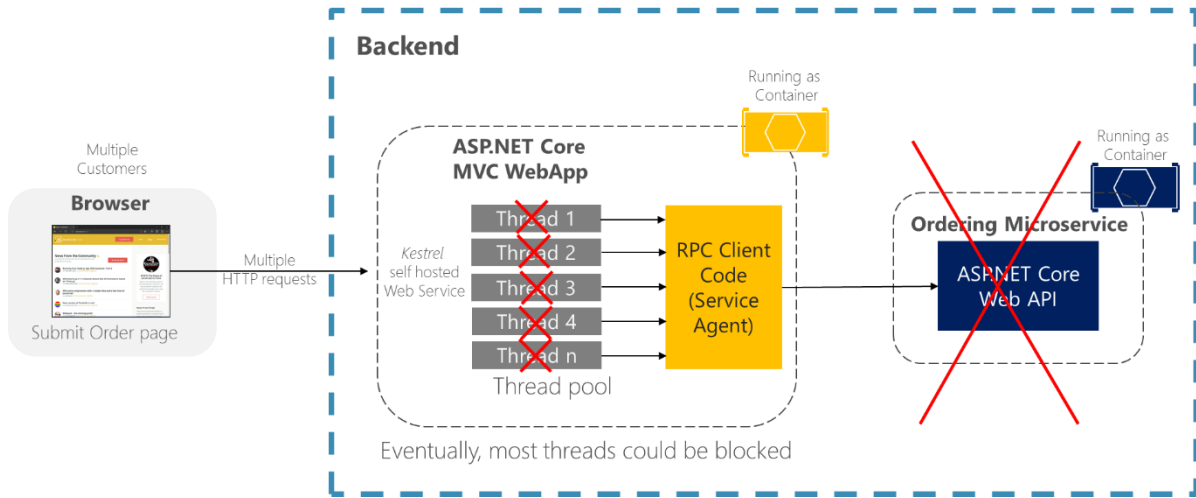 Backend
Running as
Container
Running as
Container
ASP.NET Core
MVC WebApp
Multiple
Customers
Browser
Submit Order page
Multiple
HTTP requests
Kestrel
self hosted
Web Service
Thread 1
Thread 2
Thread 3
Thread 4
Thread n
Thread pool
RPC Client
Code
(Service
Agent)
Ordering Microservice
ASP.NET Core
Web API
Eventually, most threads could be blocked